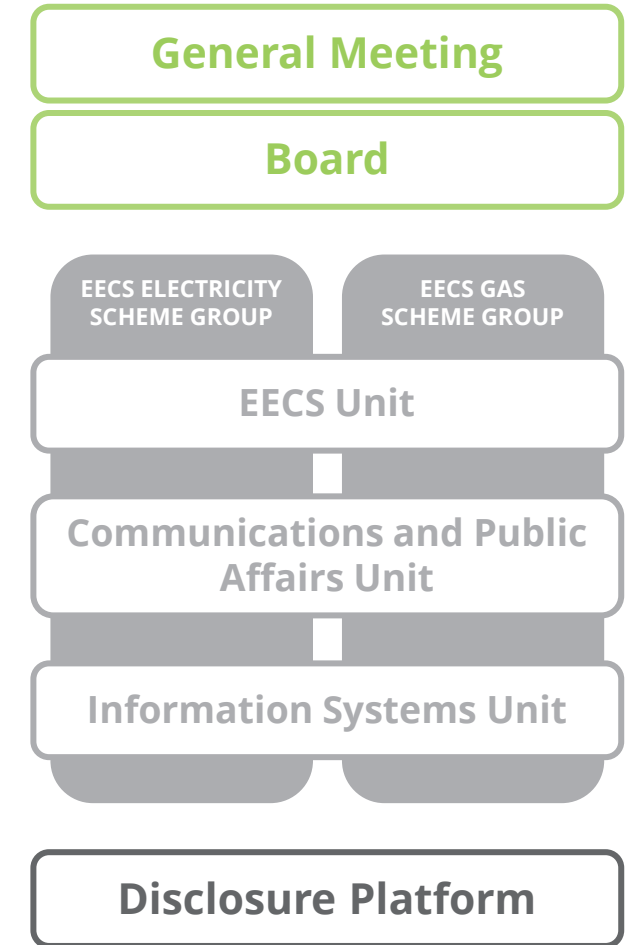 General Meeting
Board
EECS ELECTRICITY
SCHEME GROUP
EECS GAS
SCHEME GROUP
EECS Unit
Communications and Public
Affairs Unit
Information Systems Unit
Disclosure Platform